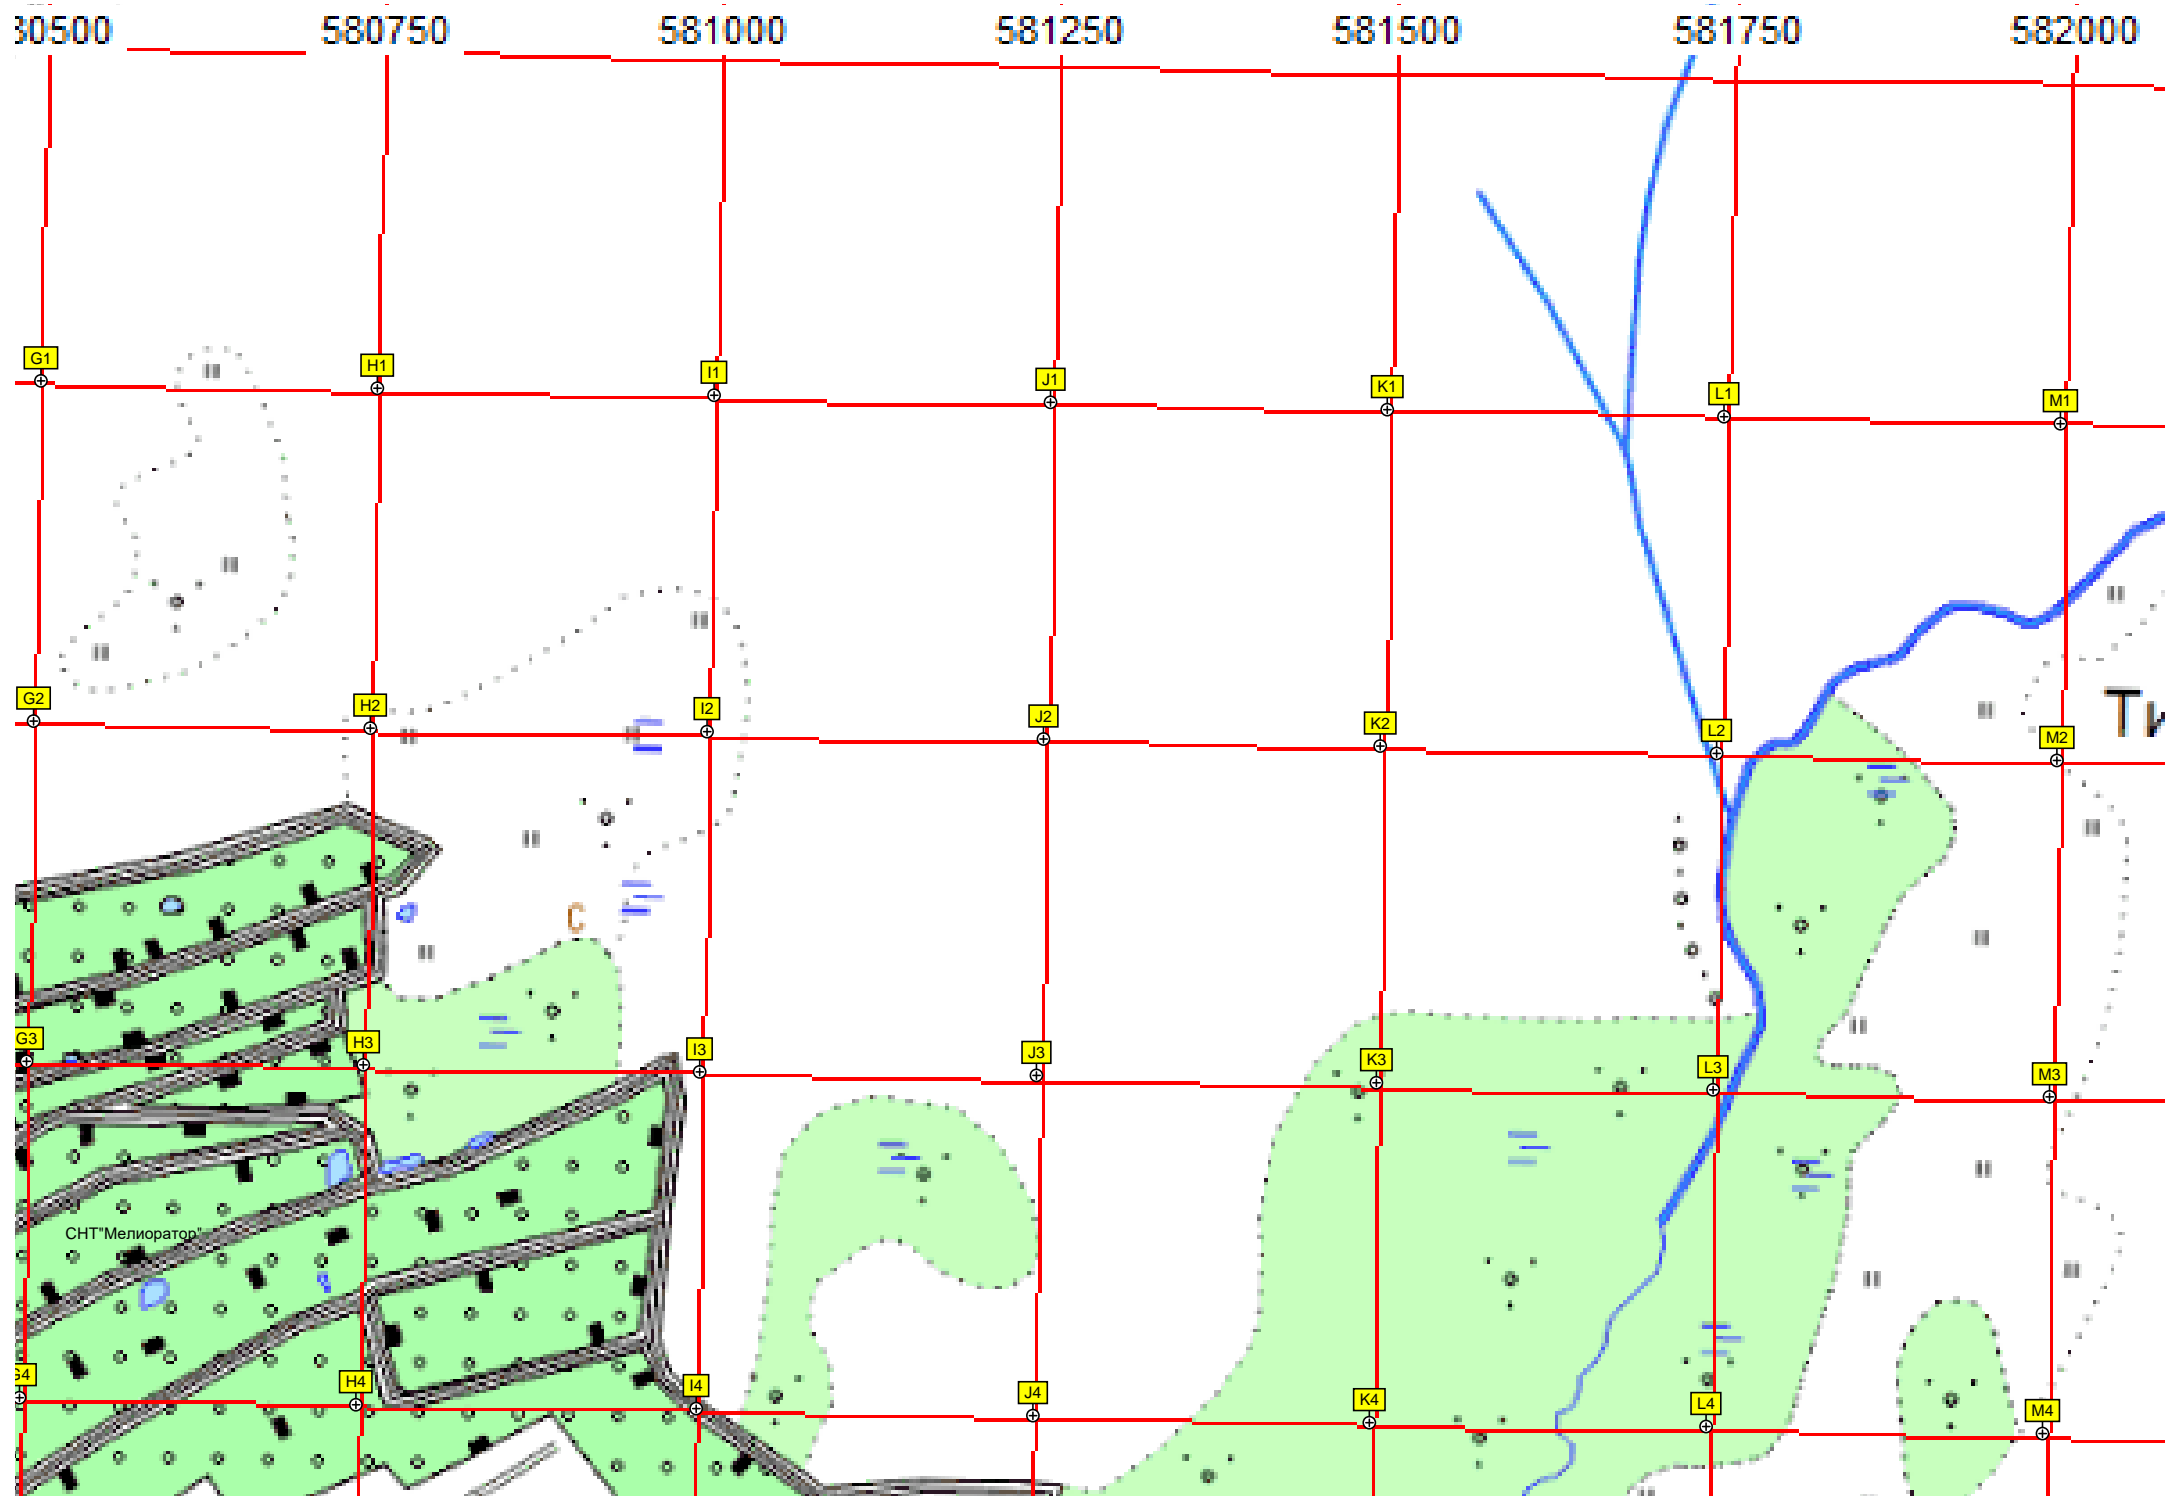 580750 581000 581250 581500 581750 582000
G1 H1 I1 J1 K1 L1 M1
G2 H2 I2 J2 K2 L2 M2
С
G3 H3 I3 J3 K3 L3 M3
СНТ"Мелиоратор"
H4 I4 J4 K4 L4 M4